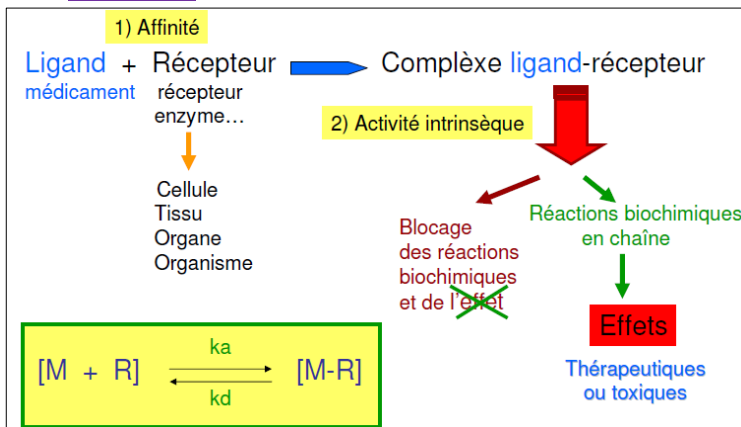 1) Affinité
Ligand + Récepteur
Complèxe ligand-récepteur
médicament
récepteur
enzyme…
2) Activité intrinsèque
Cellule
Tissu
Organe
Organisme
Blocage
des réactions
biochimiques
et de l'effet
Réactions biochimiques
en chaîne
Effets
Thérapeutiques
ou toxiques
[M + R]
ka
kd
[M-R]